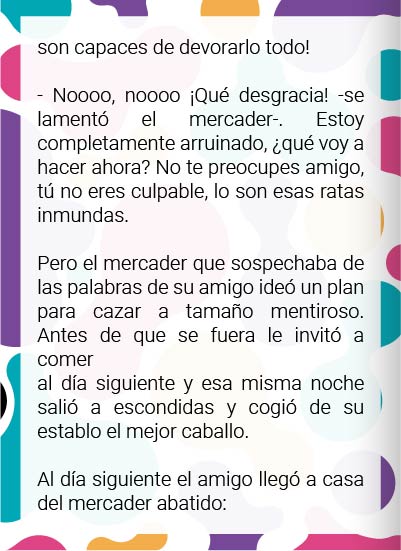 son capaces de devorarlo todo!
- Noooo, noooo ¡Qué desgracia! -se
lamentó el mercader-. Estoy
completamente arruinado, ¿qué voy a
hacer ahora? No te preocupes amigo,
tú no eres culpable, lo son esas ratas
inmundas.
Pero el mercader que sospechaba de
las palabras de su amigo ideó un plan
para cazar a tamaño mentiroso.
Antes de que se fuera le invitó a
comer
al día siguiente y esa misma noche
salió a escondidas y cogió de su
establo el mejor caballo.
Al día siguiente el amigo llegó a casa
del mercader abatido: